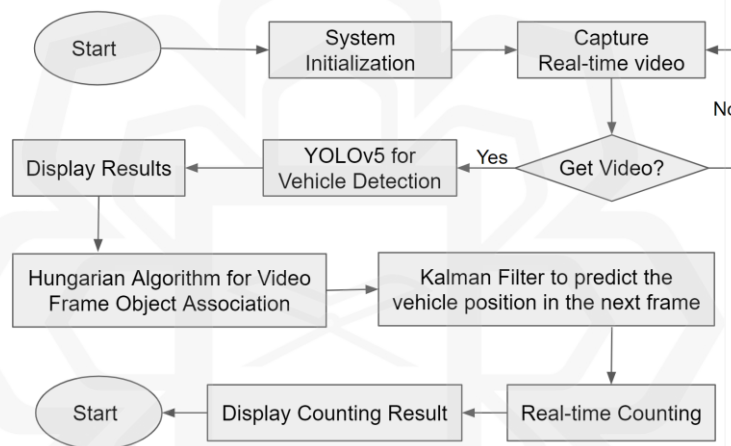 Start
System
Initialization
Capture
Real-time video
No
Get Video?
Yes
YOLOv5 for
Vehicle Detection
Display Results
Hungarian Algorithm for Video
Frame Object Association
Kalman Filter to predict the
vehicle position in the next frame
Real-time Counting
Display Counting Result
Start